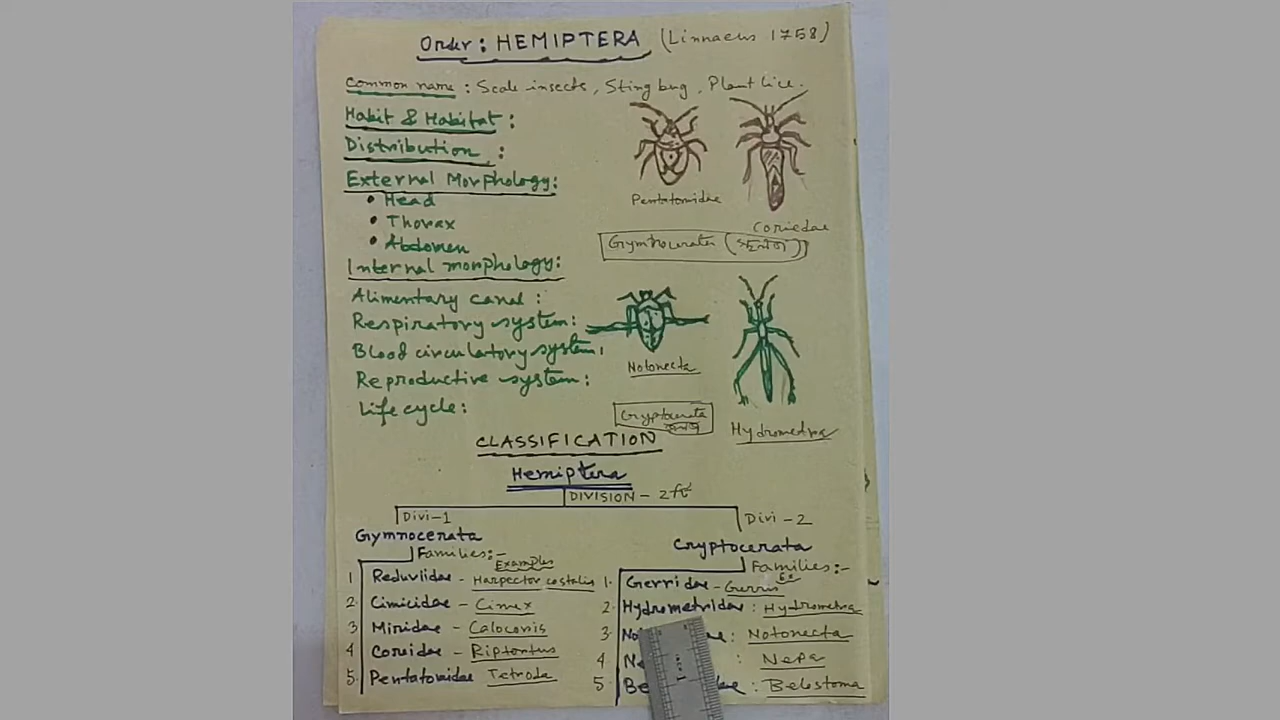 Order: HEMIPTERA (Linnaeus 1758)
Common name: Scale insects, Sting bug, Plant lice.
Habit & Habitat:
Distribution:
External Morphology:
• Head
• Thorax
• Abdomen
Pentatomidae
Coriedae
Gymnocerata
Internal morphology:
Alimentary canal:
Respiratory system:
Blood circulatory system:
Reproductive system:
Life cycle:
Notonecta
Cryptocerata
Hydrometra
CLASSIFICATION
Hemiptera
DIVISION - 2
Divi-1
Divi-2
Gymnocerata
Families:-
Examples
1 Reduviidae - Harpector costalis
2. Cimicidae - Cimex
3 Miridae - Caloconis
4 Coreidae - Riptortus
5. Pentatomidae Tetroda
Cryptocerata
Families:-
Ex
1. Gerridae - Gerris
2. Hydrometridae: Hydrometra
3. : Notonecta
4 : Nepa
5 : Belostoma